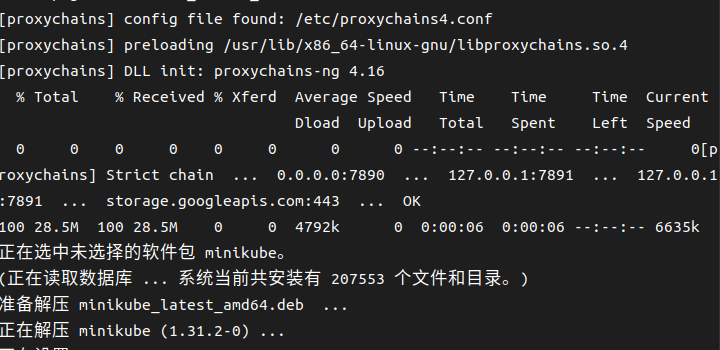 [proxychains] config file found: /etc/proxychains4.conf
[proxychains] preloading /usr/lib/x86_64-linux-gnu/libproxychains.so.4
[proxychains] DLL init: proxychains-ng 4.16
  % Total    % Received % Xferd  Average Speed   Time    Time     Time  Current
                                 Dload  Upload   Total   Spent    Left  Speed
  0     0    0     0    0     0      0      0 --:--:-- --:--:-- --:--:--     0[p
roxychains] Strict chain  ...  0.0.0.0:7890  ...  127.0.0.1:7891  ...  127.0.0.1
:7891  ...  storage.googleapis.com:443  ...  OK
100 28.5M  100 28.5M    0     0  4792k      0  0:00:06  0:00:06 --:--:-- 6635k
正在选中未选择的软件包 minikube。
(正在读取数据库 ... 系统当前共安装有 207553 个文件和目录。)
准备解压 minikube_latest_amd64.deb  ...
正在解压 minikube (1.31.2-0) ...